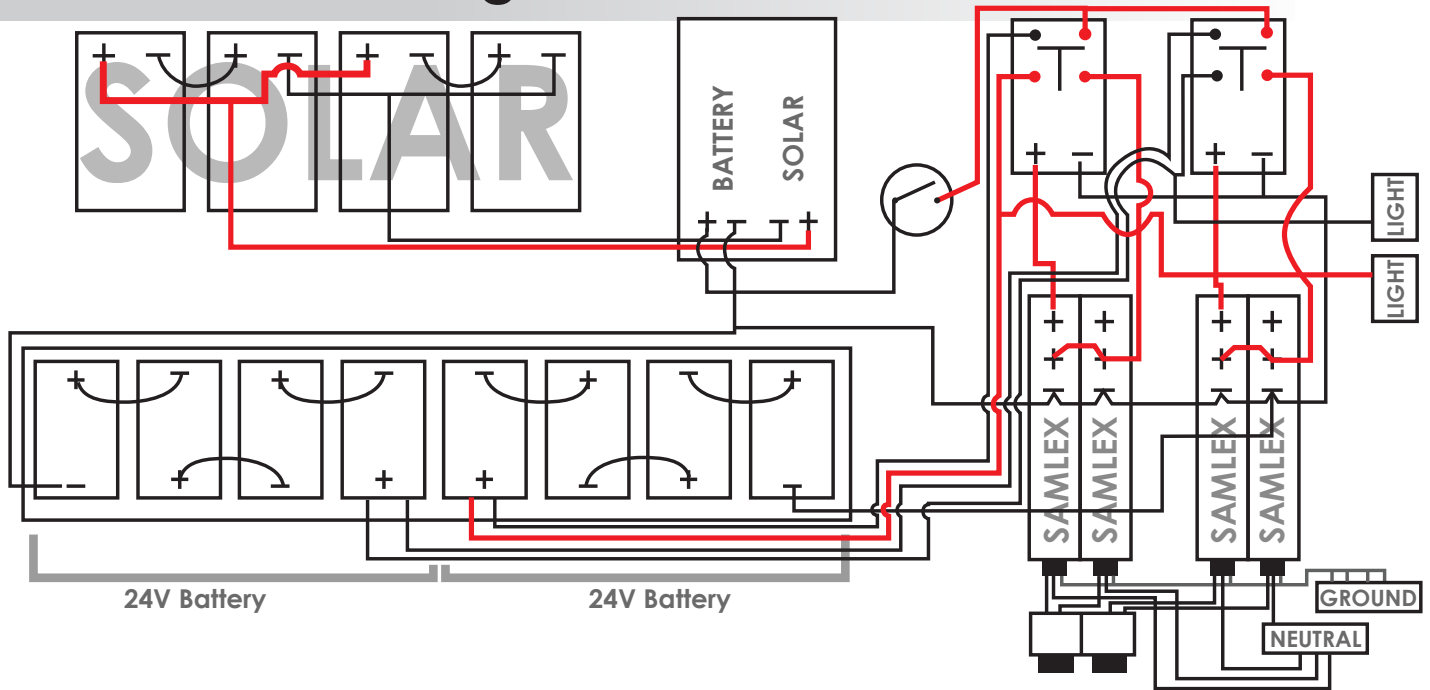 SOLAR
BATTERY
SOLAR
LIGHT
LIGHT
SAMLEX
SAMLEX
SAMLEX
SAMLEX
24V Battery
24V Battery
GROUND
NEUTRAL